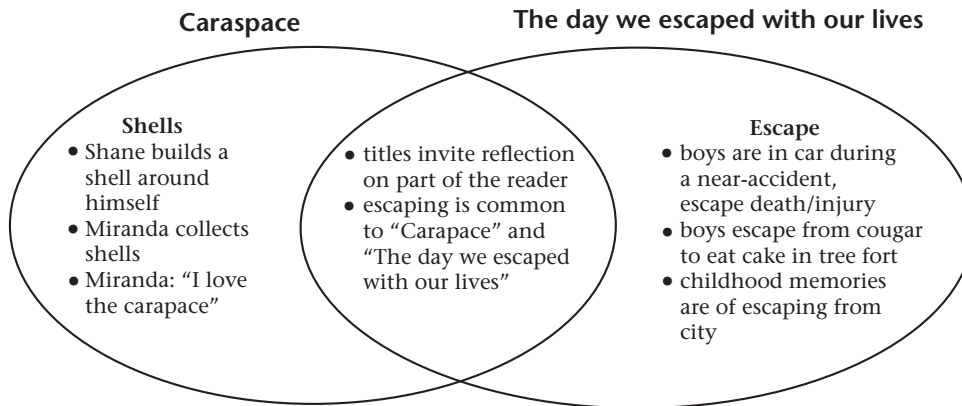 Caraspace
The day we escaped with our lives
Shells
• Shane builds a
shell around
himself
• Miranda collects
shells
• Miranda: “I love
the carapace”
• titles invite reflection
on part of the reader
• escaping is common
to “Carapace” and
“The day we escaped
with our lives”
Escape
• boys are in car during
a near-accident,
escape death/injury
• boys escape from cougar
to eat cake in tree fort
• childhood memories
are of escaping from
city